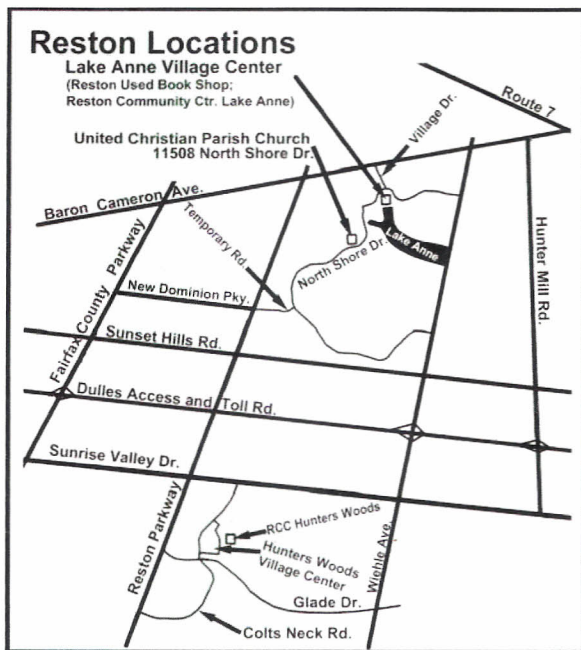 Reston Locations
Lake Anne Village Center
(Reston Used Book Shop;
Reston Community Ctr. Lake Anne)
Route 7
Village Dr.
United Christian Parish Church
11508 North Shore Dr.
Baron Cameron Ave.
Temporary Rd.
Lake Anne
North Shore Dr.
Hunter Mill Rd.
Fairfax County Parkway
New Dominion Pky.
Sunset Hills Rd.
Dulles Access and Toll Rd.
Sunrise Valley Dr.
Reston Parkway
RCC Hunters Woods
Hunters Woods
Village Center
Wiehle Ave.
Glade Dr.
Colts Neck Rd.